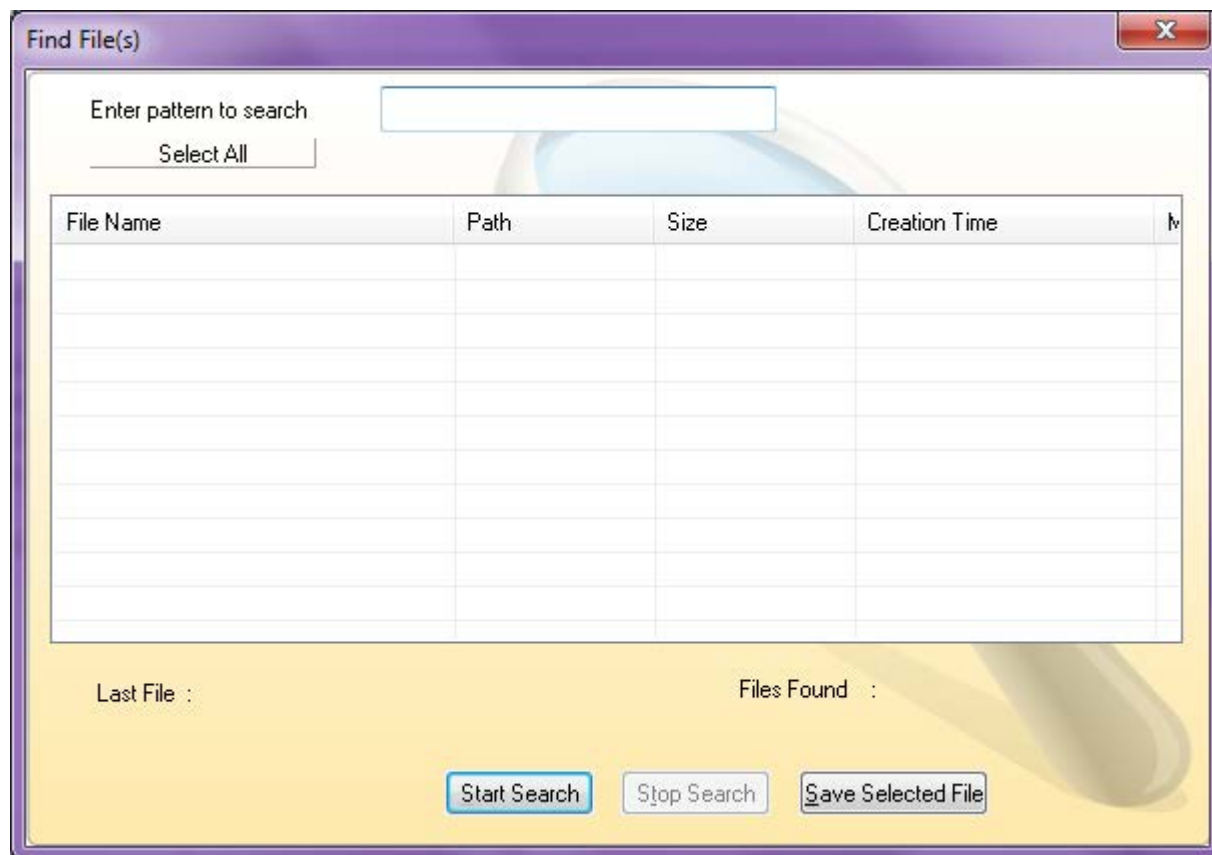 Find File(s)
Enter pattern to search
Select All
File Name Path Size Creation Time
Last File : Files Found :
Start Search Stop Search Save Selected File